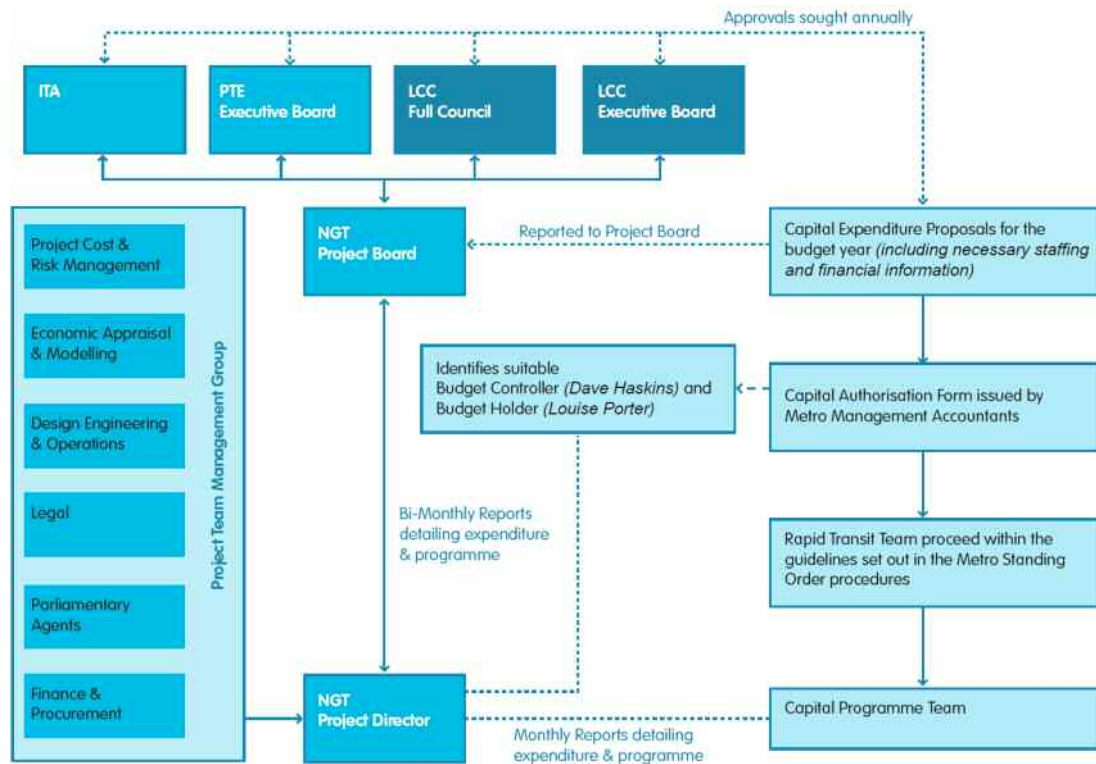 Approvals sought annually
ITA
PTE
Executive Board
LCC
Full Council
LCC
Executive Board
Project Cost &
Risk Management
Economic Appraisal
& Modelling
Design Engineering
& Operations
Legal
Parliamentary
Agents
Finance &
Procurement
Project Team Management Group
NGT
Project Board
Reported to Project Board
Capital Expenditure Proposals for the
budget year (including necessary staffing
and financial information)
Identifies suitable
Budget Controller (Dave Haskins) and
Budget Holder (Louise Porter)
Capital Authorisation Form issued by
Metro Management Accountants
Bi-Monthly Reports
detailing expenditure
& programme
Rapid Transit Team proceed within the
guidelines set out in the Metro Standing
Order procedures
NGT
Project Director
Monthly Reports detailing
expenditure & programme
Capital Programme Team